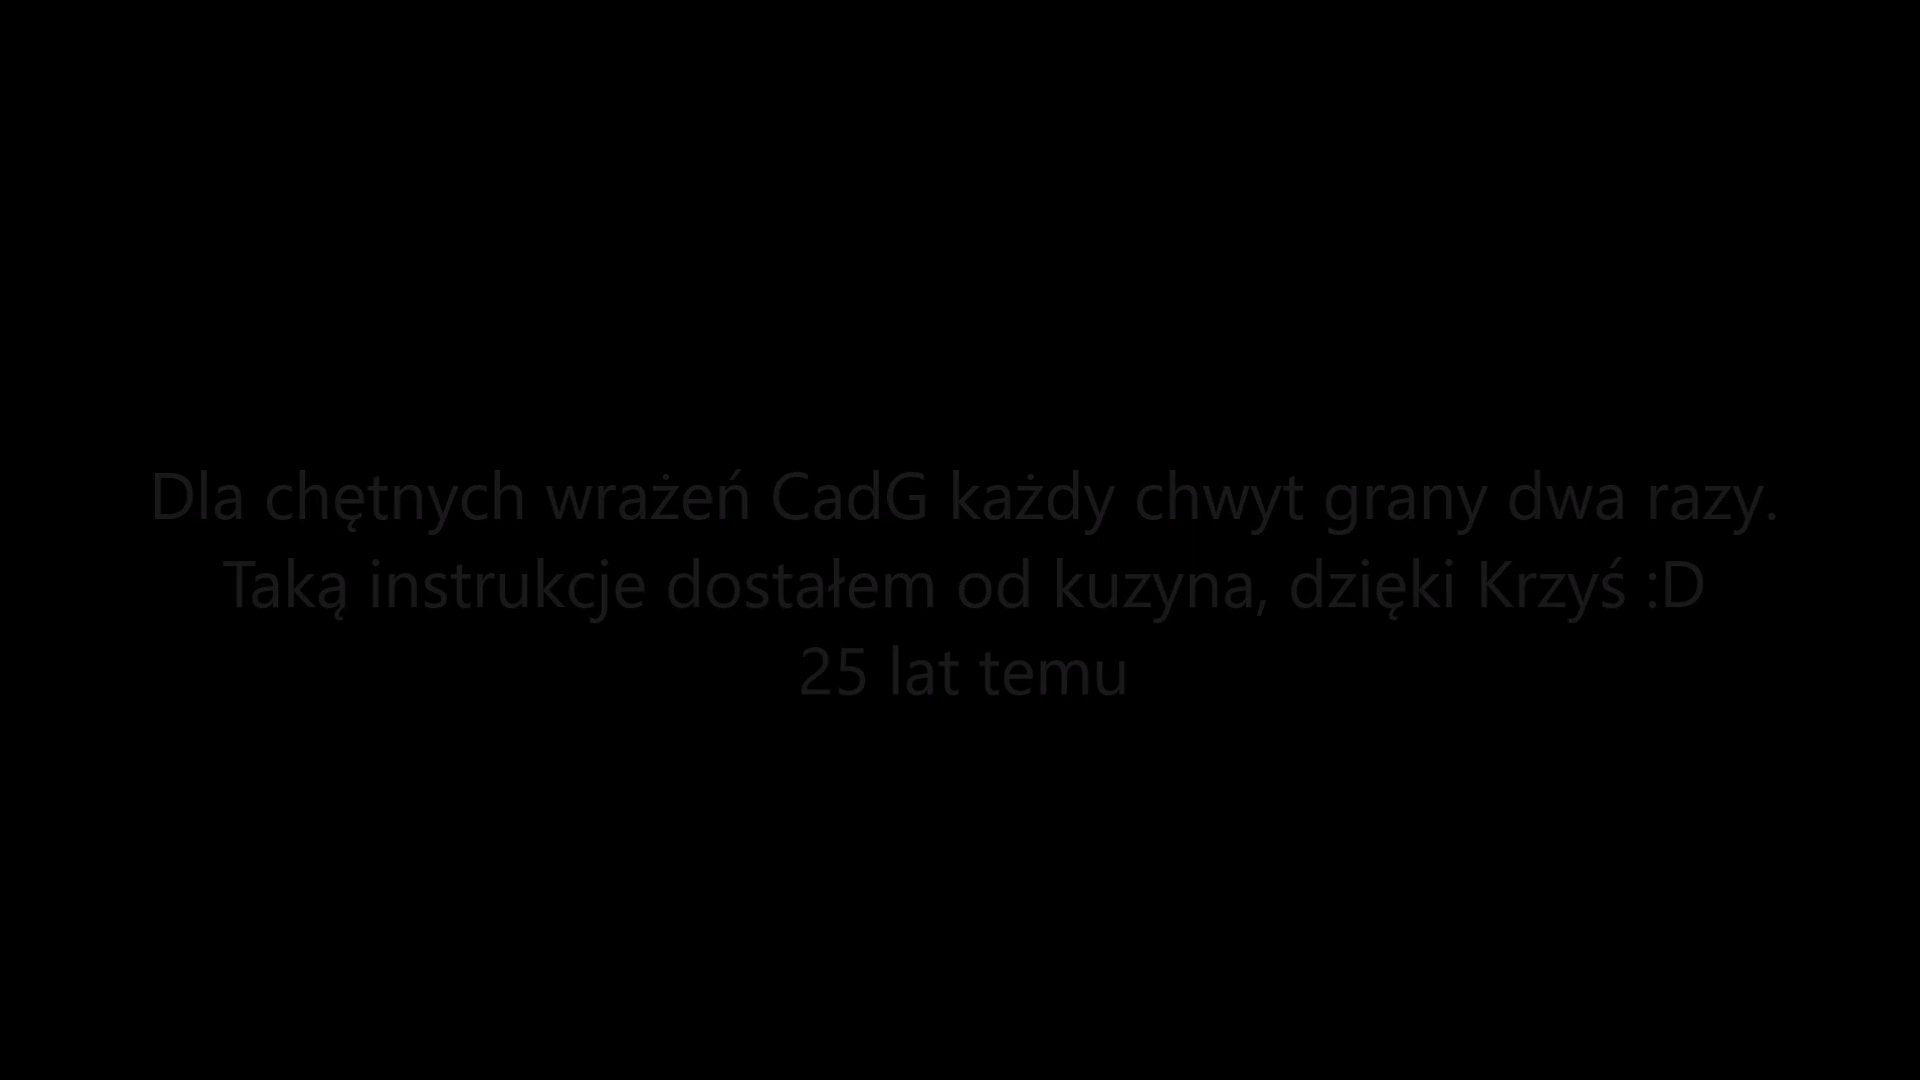 Dla chętnych wrażeń CadG każdy chwyt grany dwa razy.
Taką instrukcje dostałem od kuzyna, dzięki Krzyś :D
25 lat temu